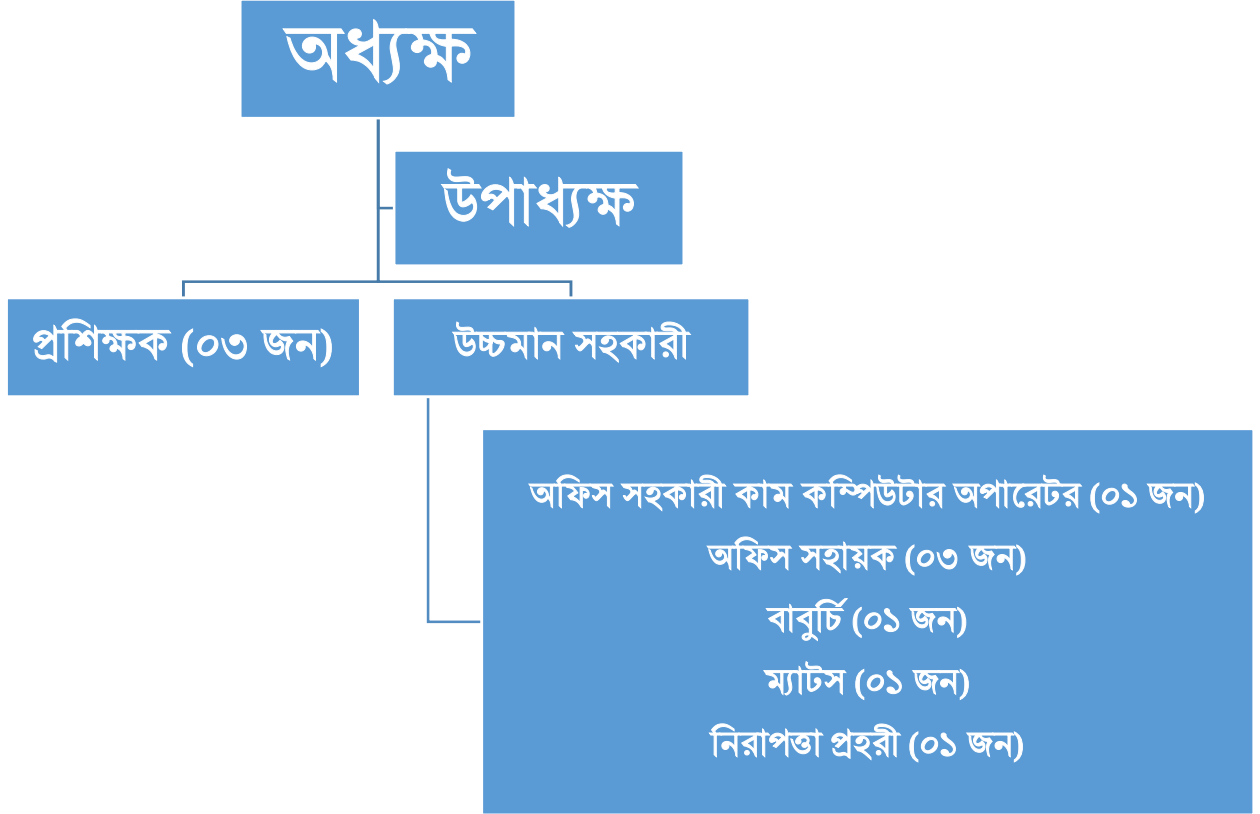 অধ্যক্ষ
উপাধ্যক্ষ
প্রশিক্ষক (০৩ জন)
উচ্চমান সহকারী
অফিস সহকারী কাম কম্পিউটার অপারেটর (০১ জন)
অফিস সহায়ক (০৩ জন)
বাবুর্চি (০১ জন)
ম্যাটস (০১ জন)
নিরাপত্তা প্রহরী (০১ জন)